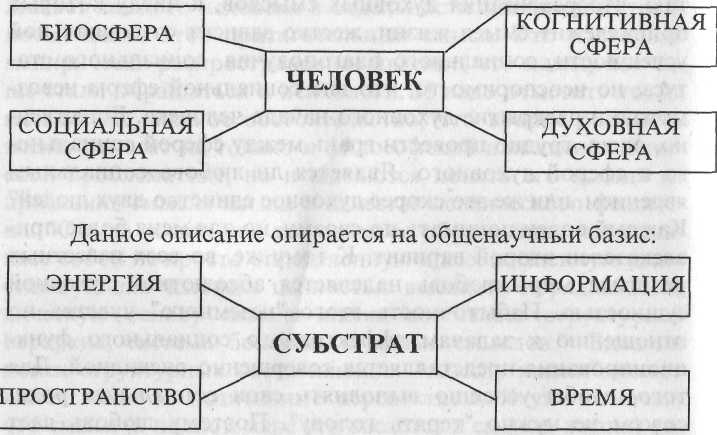 БИОСФЕРА
КОГНИТИВНАЯ
СФЕРА
ЧЕЛОВЕК
СОЦИАЛЬНАЯ
СФЕРА
ДУХОВНАЯ
СФЕРА
Данное описание опирается на общенаучный базис:
ЭНЕРГИЯ
ИНФОРМАЦИЯ
СУБСТРАТ
ПРОСТРАНСТВО
ВРЕМЯ